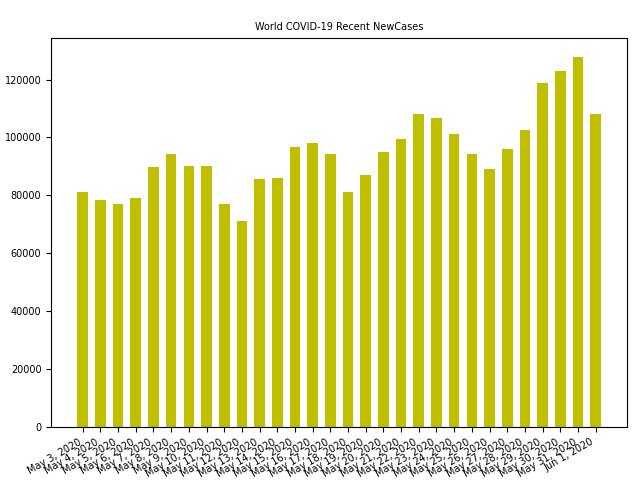 World COVID-19 Recent NewCases
120000
100000
80000
60000
40000
20000
0
May 3, 2020
May 4, 2020
May 5, 2020
May 6, 2020
May 7, 2020
May 8, 2020
May 9, 2020
May 10, 2020
May 11, 2020
May 12, 2020
May 13, 2020
May 14, 2020
May 15, 2020
May 16, 2020
May 17, 2020
May 18, 2020
May 19, 2020
May 20, 2020
May 21, 2020
May 22, 2020
May 23, 2020
May 24, 2020
May 25, 2020
May 26, 2020
May 27, 2020
May 28, 2020
May 29, 2020
May 30, 2020
May 31, 2020
Jun 1, 2020